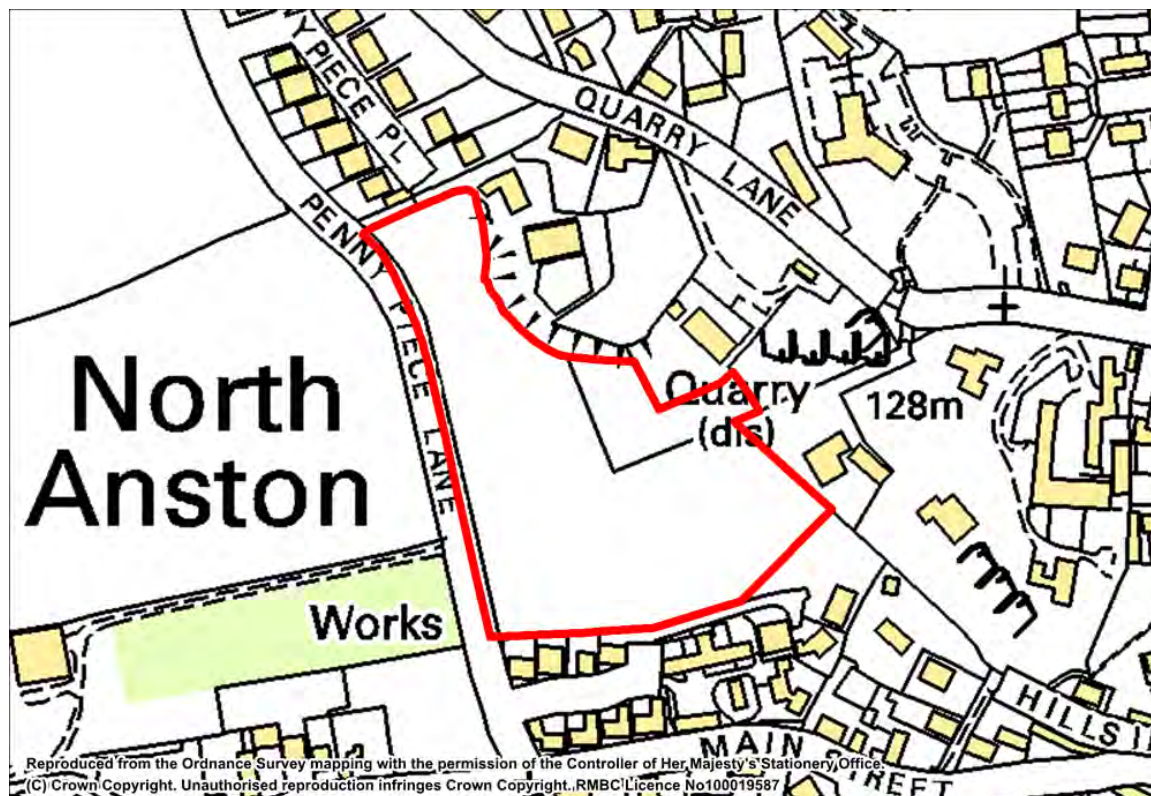 Y PIECE PL
QUARRY LANE
PENNY PIECE LANE
North
Anston
Quarry
(dis)
128m
Works
HILLS
MAIN STREET
Reproduced from the Ordnance Survey mapping with the permission of the Controller of Her Majesty's Stationery Office.
(C) Crown Copyright. Unauthorised reproduction infringes Crown Copyright. RMBC Licence No100019587